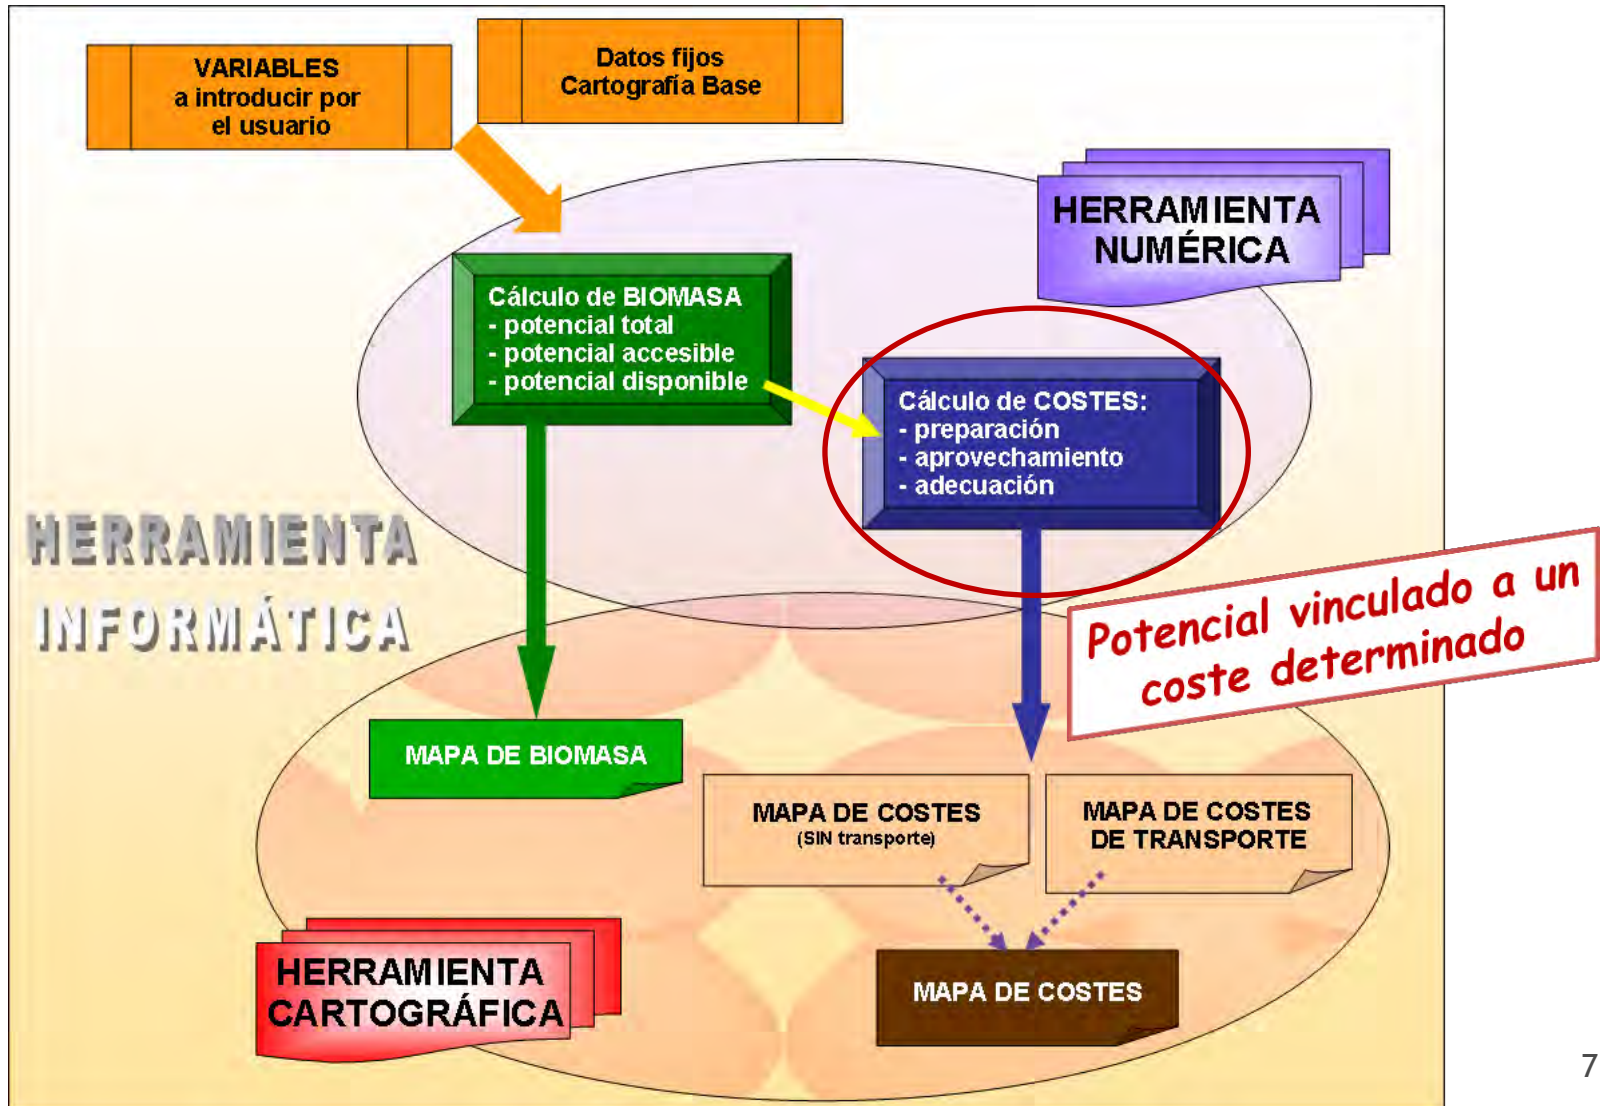 VARIABLES
a introducir por
el usuario
Datos fijos
Cartografía Base
HERRAMIENTA
NUMÉRICA
Cálculo de BIOMASA
- potencial total
- potencial accesible
- potencial disponible
Cálculo de COSTES:
- preparación
- aprovechamiento
- adecuación
HERRAMIENTA
INFORMÁTICA
Potencial vinculado a un
coste determinado
MAPA DE BIOMASA
MAPA DE COSTES
(SIN transporte)
MAPA DE COSTES
DE TRANSPORTE
HERRAMIENTA
CARTOGRÁFICA
MAPA DE COSTES
7